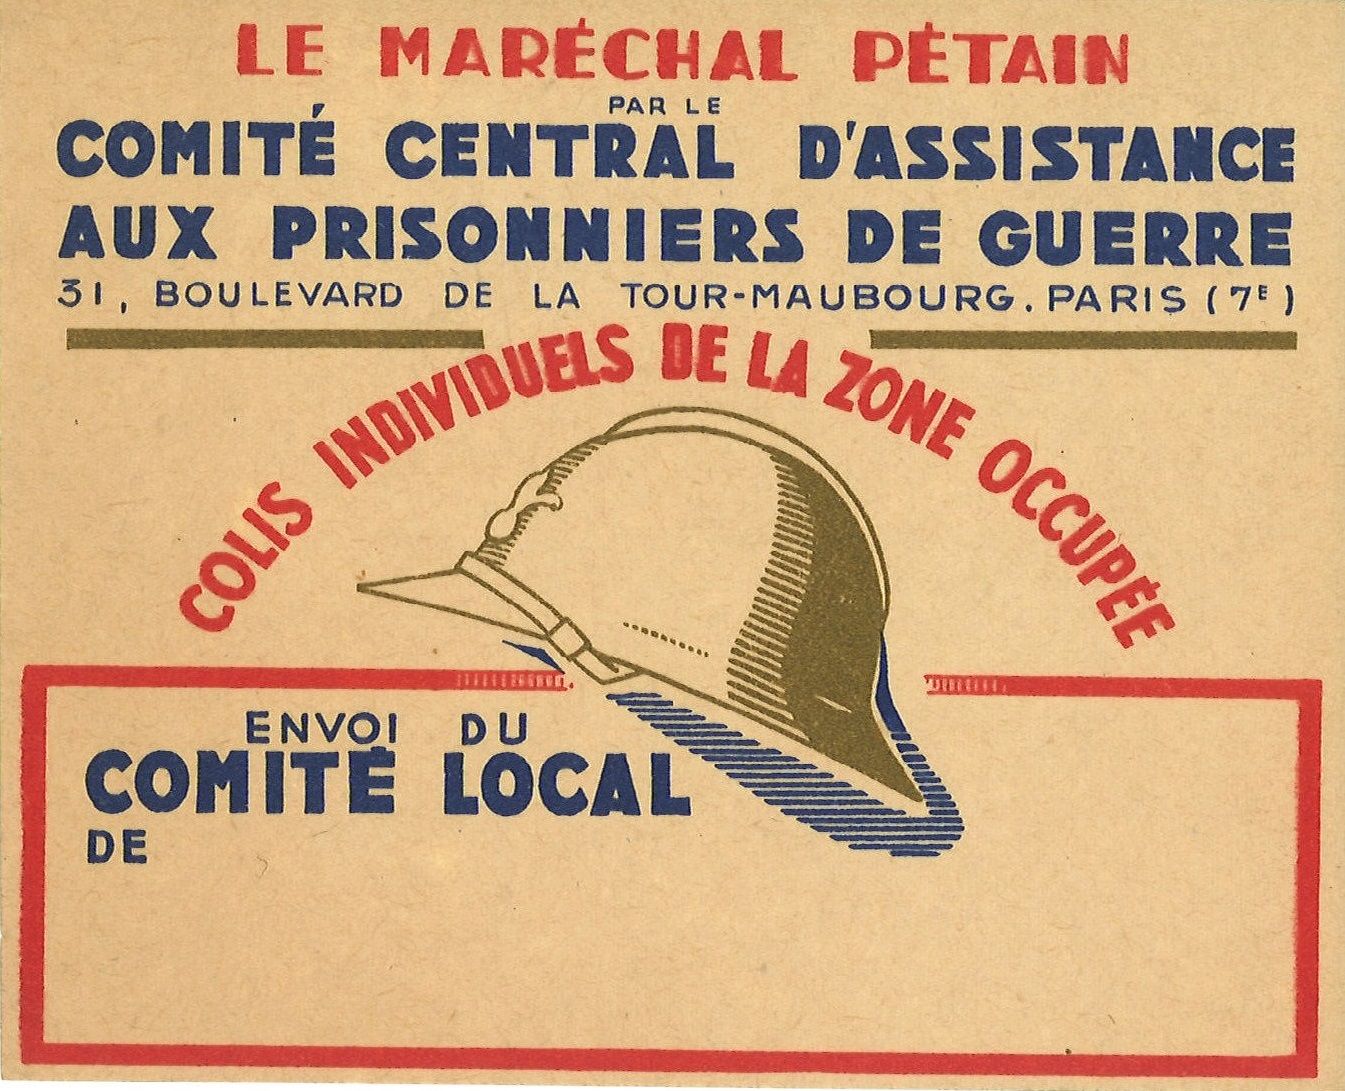 LE MARÉCHAL PÉTAIN
PAR LE
COMITÉ CENTRAL D'ASSISTANCE
AUX PRISONNIERS DE GUERRE
31, BOULEVARD DE LA TOUR-MAUBOURG. PARIS (7E)
COLIS INDIVIDUELS DE LA ZONE OCCUPÉE
ENVOI DU
COMITÉ LOCAL
DE